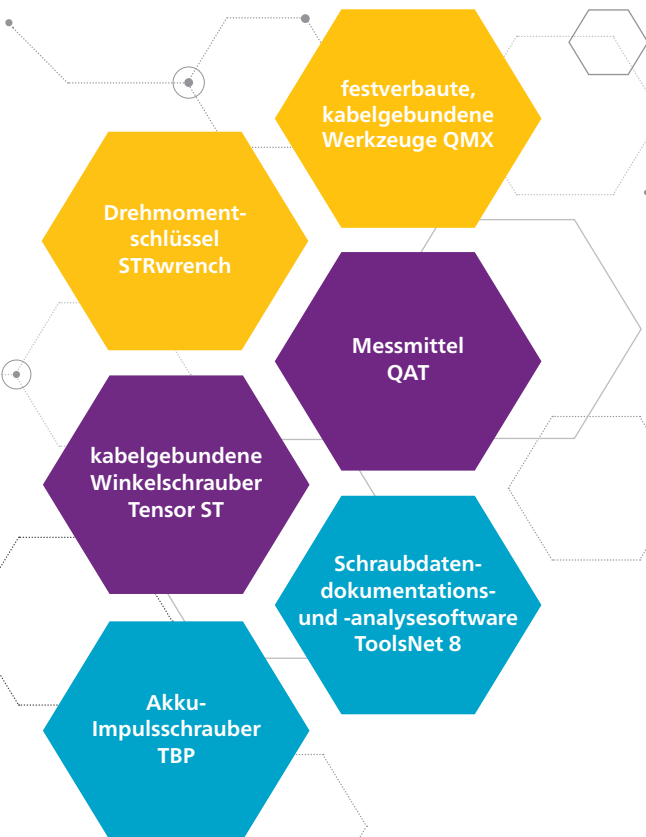 festverbaute,
kabelgebundene
Werkzeuge QMX
Drehmoment-
schlüssel
STRwrench
Messmittel
QAT
kabelgebundene
Winkelschrauber
Tensor ST
Schraubdaten-
dokumentations-
und -analysesoftware
ToolsNet 8
Akku-
Impulsschrauber
TBP